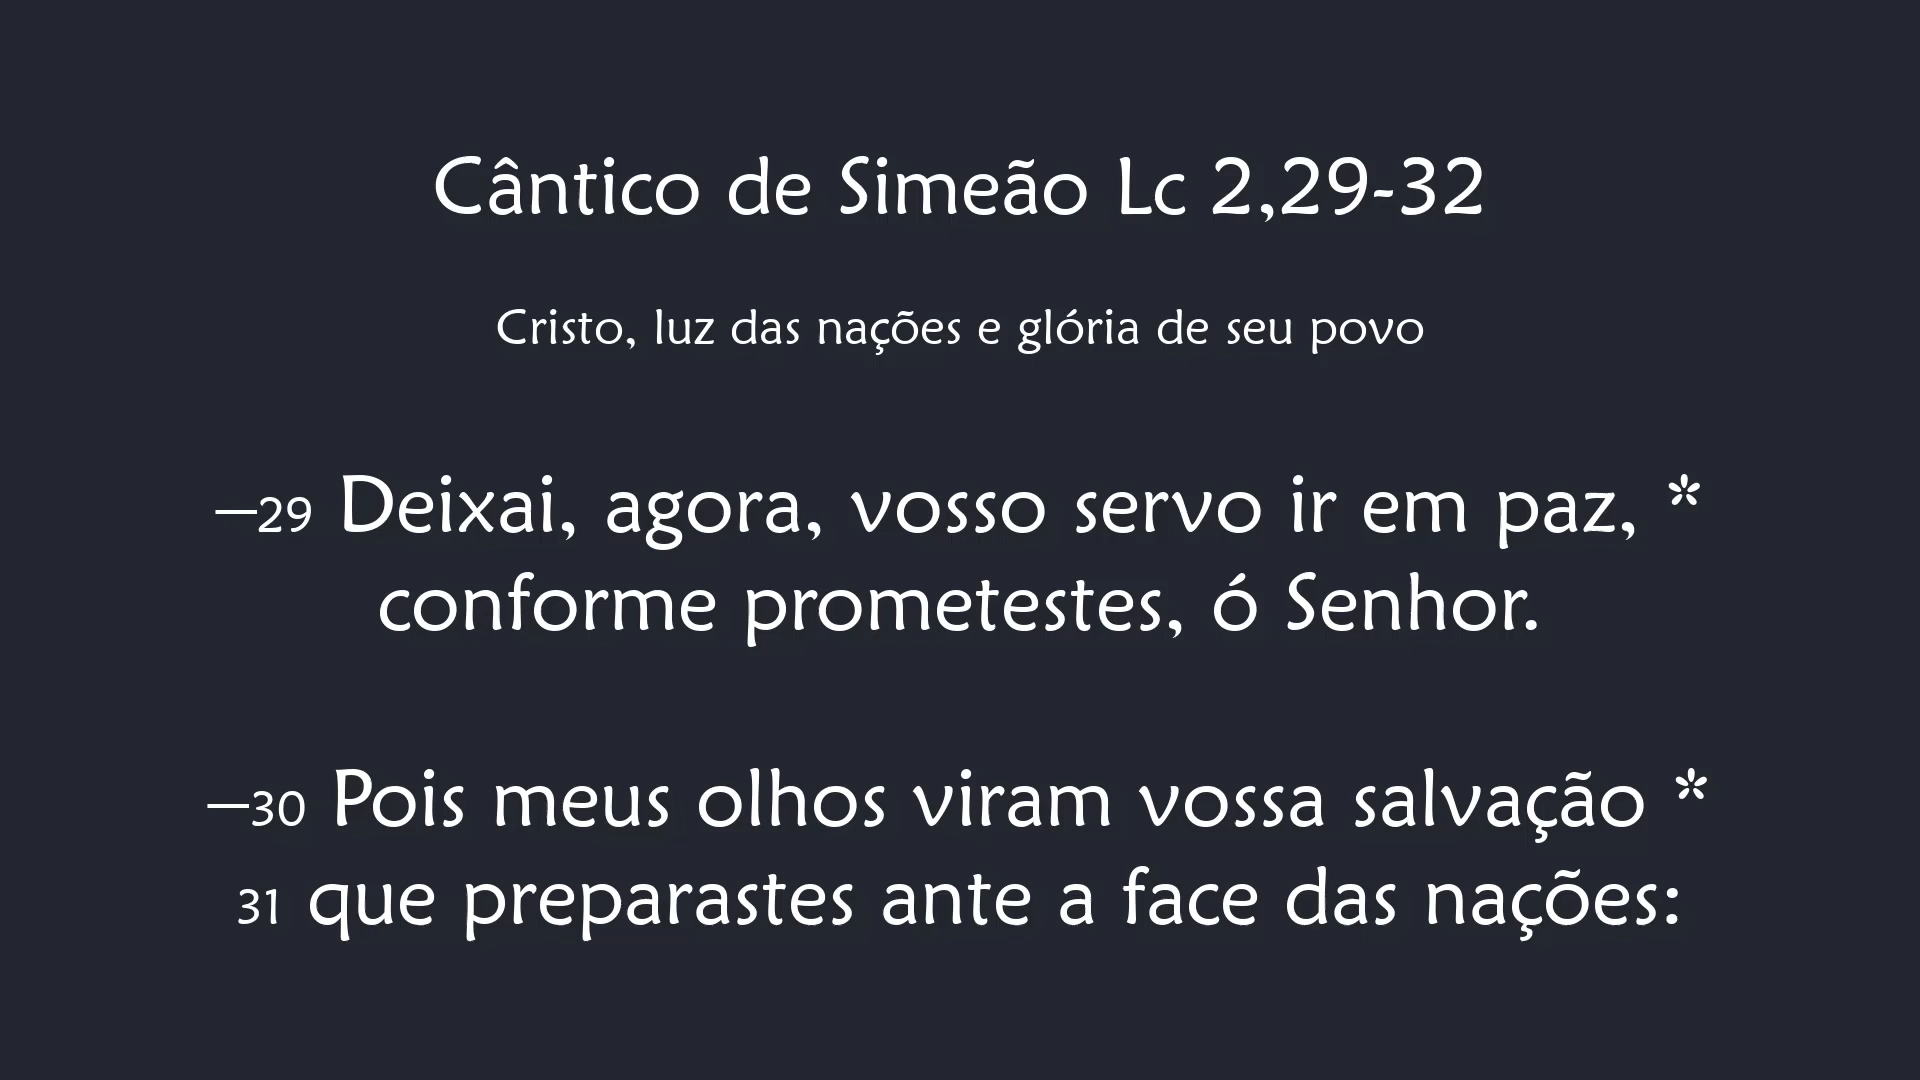 Cântico de Simeão Lc 2,29-32
Cristo, luz das nações e glória de seu povo
—29 Deixai, agora, vosso servo ir em paz, *
conforme prometestes, ó Senhor.
—30 Pois meus olhos viram vossa salvação *
31 que preparastes ante a face das nações: